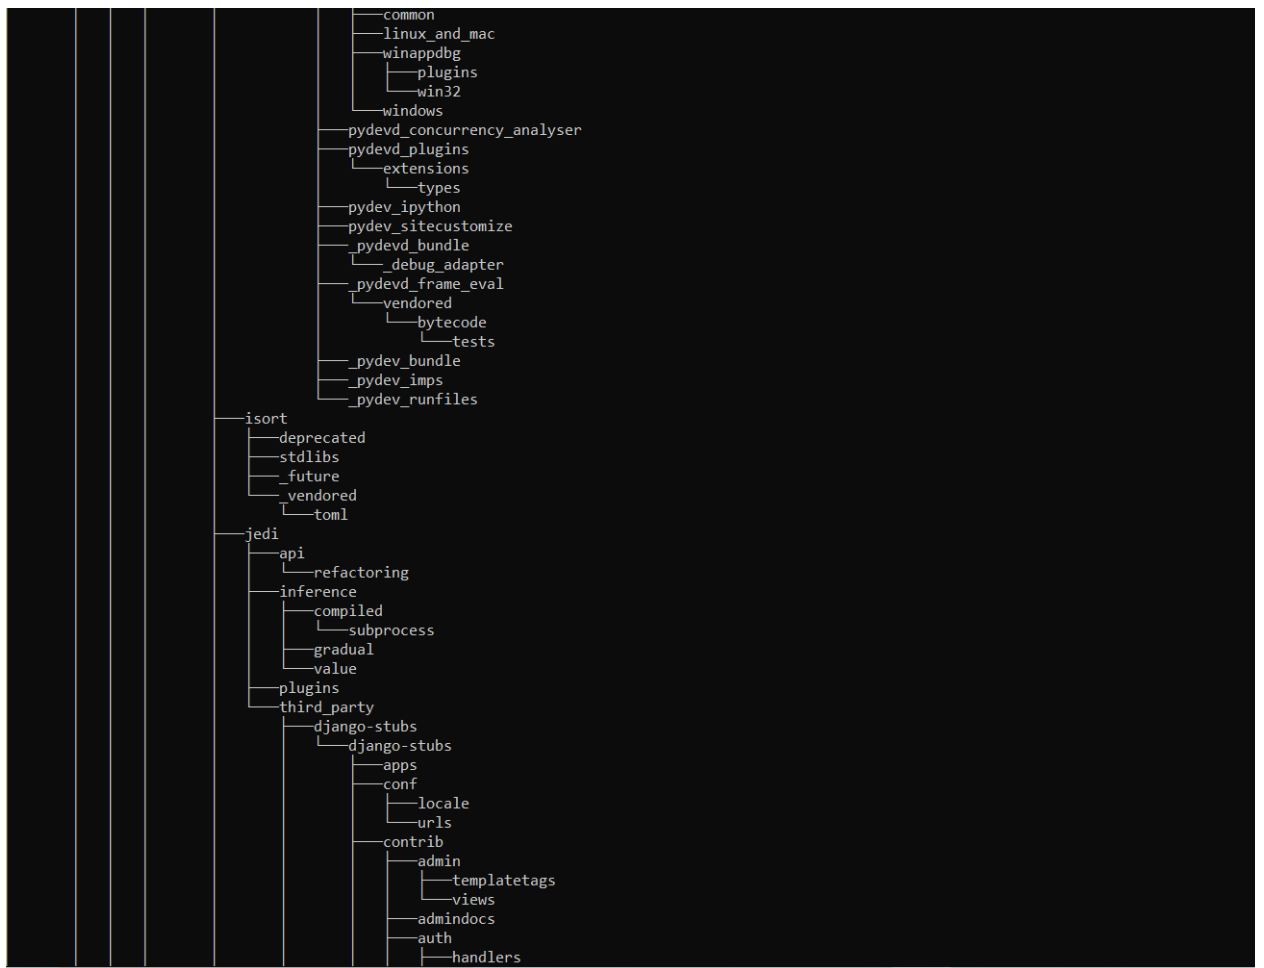 common
linux_and_mac
winappdbg
plugins
win32
windows
pydevd_concurrency_analyser
pydevd_plugins
extensions
types
pydev_ipython
pydev_sitecustomize
_pydevd_bundle
_debug_adapter
_pydevd_frame_eval
vendored
bytecode
tests
_pydev_bundle
_pydev_imps
_pydev_runfiles
isort
deprecated
stdlibs
_future
_vendored
toml
jedi
api
refactoring
inference
compiled
subprocess
gradual
value
plugins
third_party
django-stubs
django-stubs
apps
conf
locale
urls
contrib
admin
templatetags
views
admindocs
auth
handlers